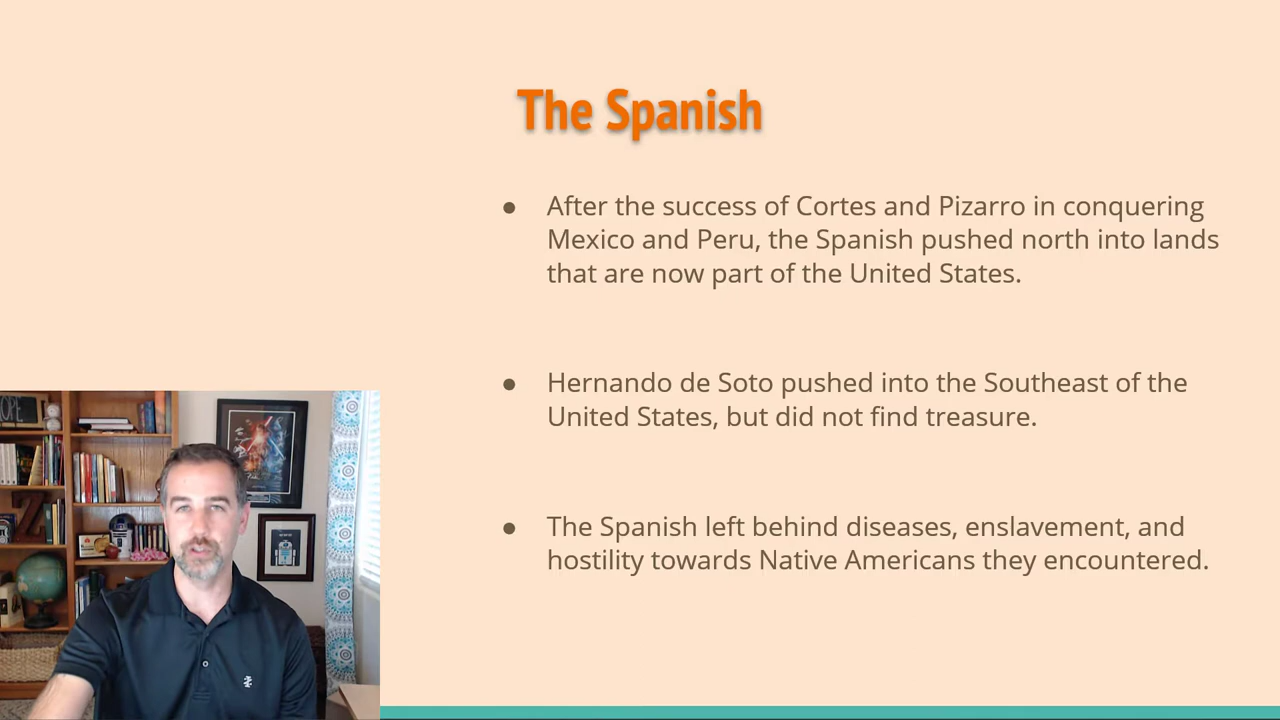 The Spanish
● After the success of Cortes and Pizarro in conquering
Mexico and Peru, the Spanish pushed north into lands
that are now part of the United States.
● Hernando de Soto pushed into the Southeast of the
United States, but did not find treasure.
● The Spanish left behind diseases, enslavement, and
hostility towards Native Americans they encountered.